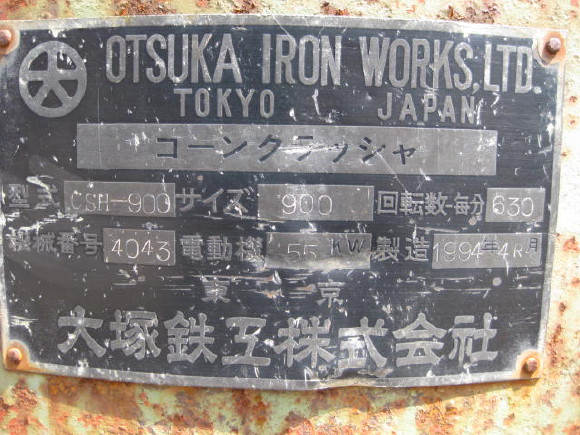 大 OTSUKA IRON WORKS, LTD.
TOKYO JAPAN
コーンクラッシャ
型式 CSH-900 サイズ 900 回転数・毎分 630
機械番号 4043 電動機 55 KW 製造 1994年4月
東京
大塚鉄工株式会社